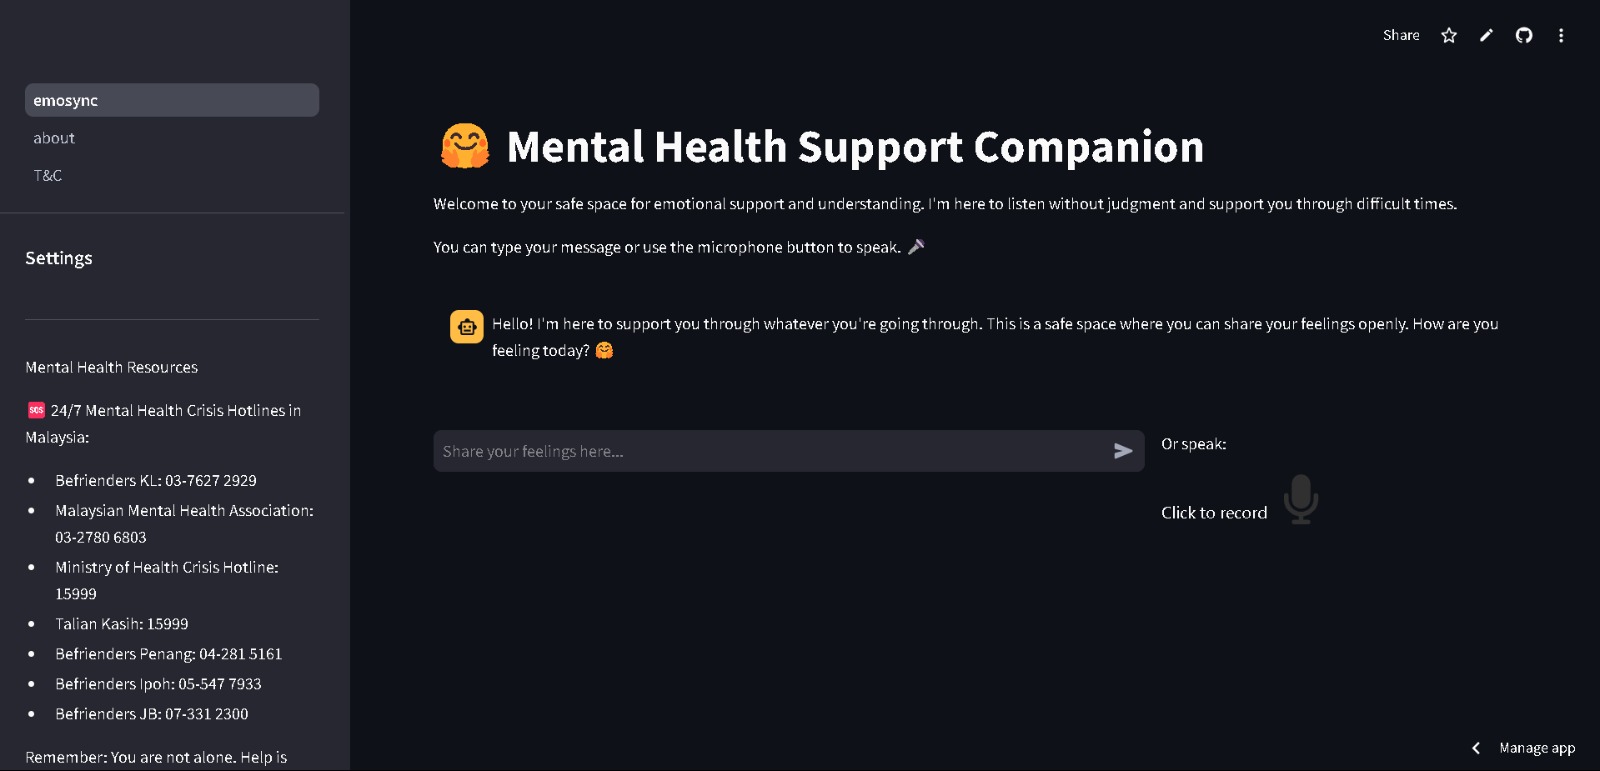 Share
emosync
about
T&C
Settings
Mental Health Resources
🆘 24/7 Mental Health Crisis Hotlines in
Malaysia:
• Befrienders KL: 03-7627 2929
• Malaysian Mental Health Association:
03-2780 6803
• Ministry of Health Crisis Hotline:
15999
• Talian Kasih: 15999
• Befrienders Penang: 04-281 5161
• Befrienders Ipoh: 05-547 7933
• Befrienders JB: 07-331 2300
Remember: You are not alone. Help is
🤗 Mental Health Support Companion
Welcome to your safe space for emotional support and understanding. I'm here to listen without judgment and support you through difficult times.
You can type your message or use the microphone button to speak. 🎤
Hello! I'm here to support you through whatever you're going through. This is a safe space where you can share your feelings openly. How are you
feeling today? 🤗
Share your feelings here...
Or speak:
Click to record
Manage app